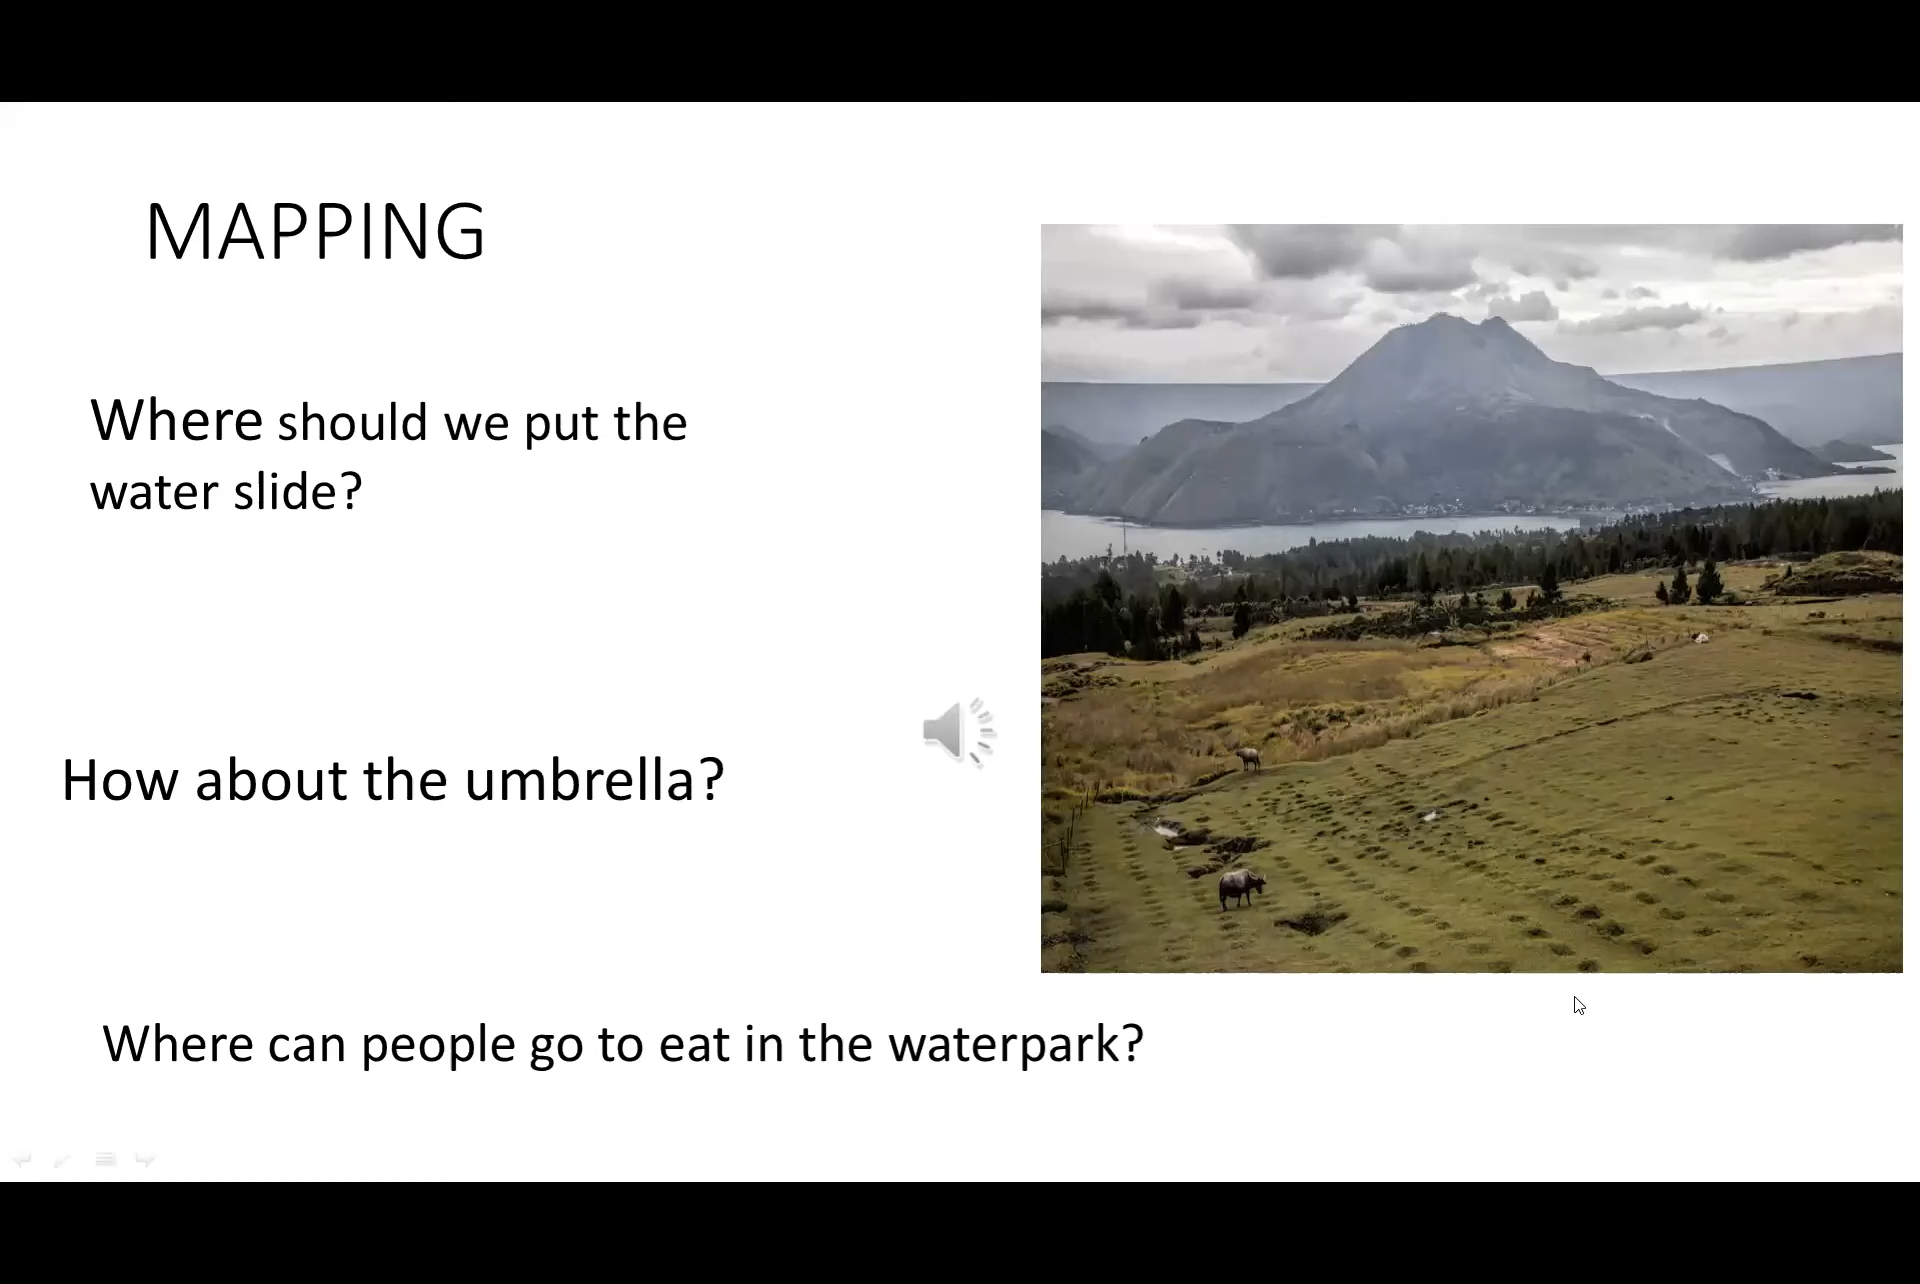 MAPPING
Where should we put the
water slide?
How about the umbrella?
Where can people go to eat in the waterpark?